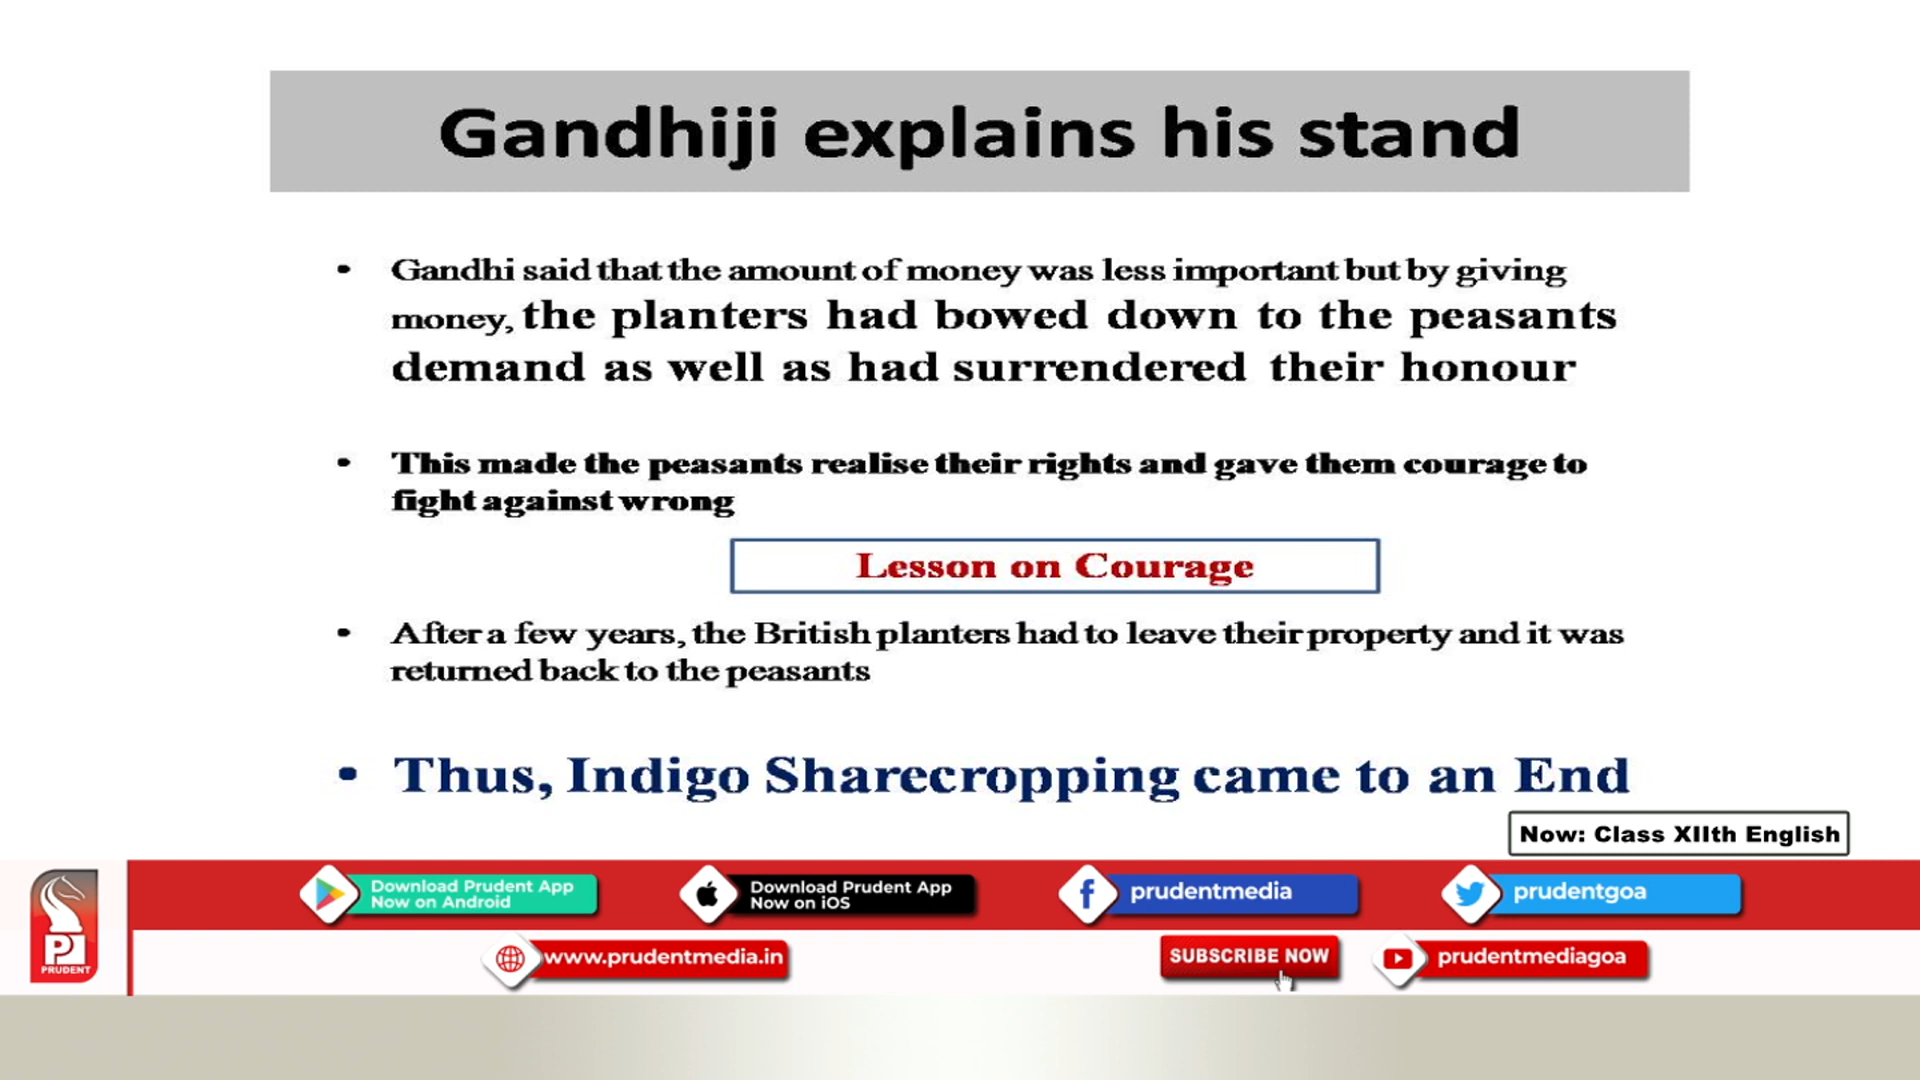 Gandhiji explains his stand
• Gandhi said that the amount of money was less important but by giving
money, the planters had bowed down to the peasants
demand as well as had surrendered their honour
• This made the peasants realise their rights and gave them courage to
fight against wrong
Lesson on Courage
• After a few years, the British planters had to leave their property and it was
returned back to the peasants
• Thus, Indigo Sharecropping came to an End
Now: Class XIIth English
Download Prudent App
Now on Android
Download Prudent App
Now on iOS
prudentmedia
prudentgoa
PRUDENT
www.prudentmedia.in
SUBSCRIBE NOW
prudentmediagoa